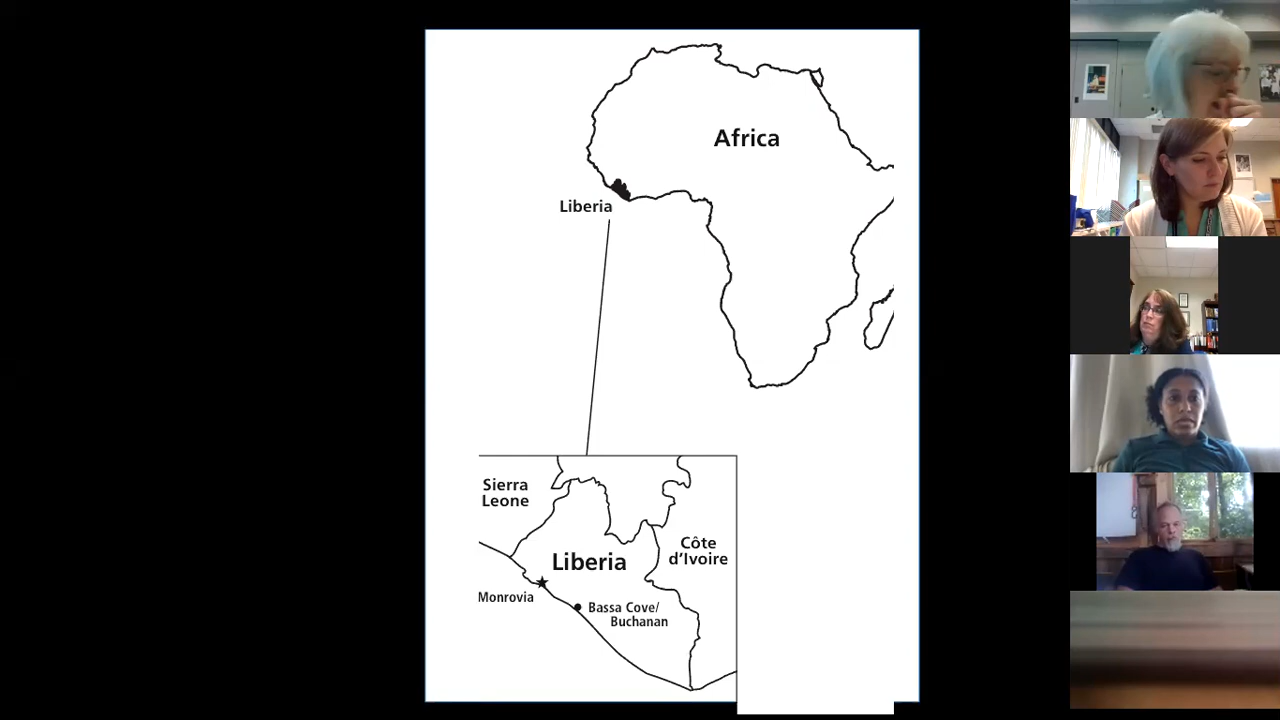 Africa
Liberia
Sierra
Leone
Côte
d'Ivoire
Liberia
Monrovia
Bassa Cove/
Buchanan